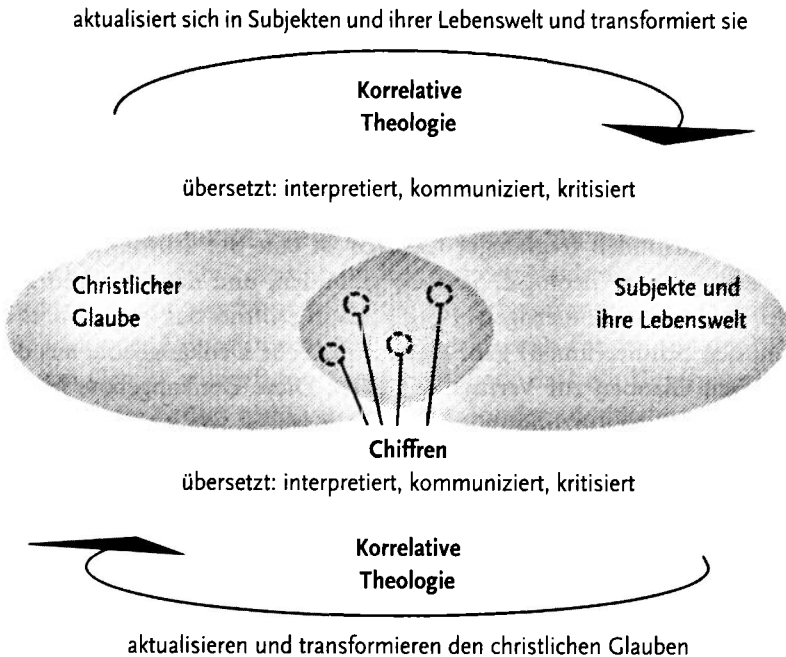 aktualisiert sich in Subjekten und ihrer Lebenswelt und transformiert sie
Korrelative
Theologie
übersetzt: interpretiert, kommuniziert, kritisiert
Christlicher
Glaube
Subjekte und
ihre Lebenswelt
Chiffren
übersetzt: interpretiert, kommuniziert, kritisiert
Korrelative
Theologie
aktualisieren und transformieren den christlichen Glauben